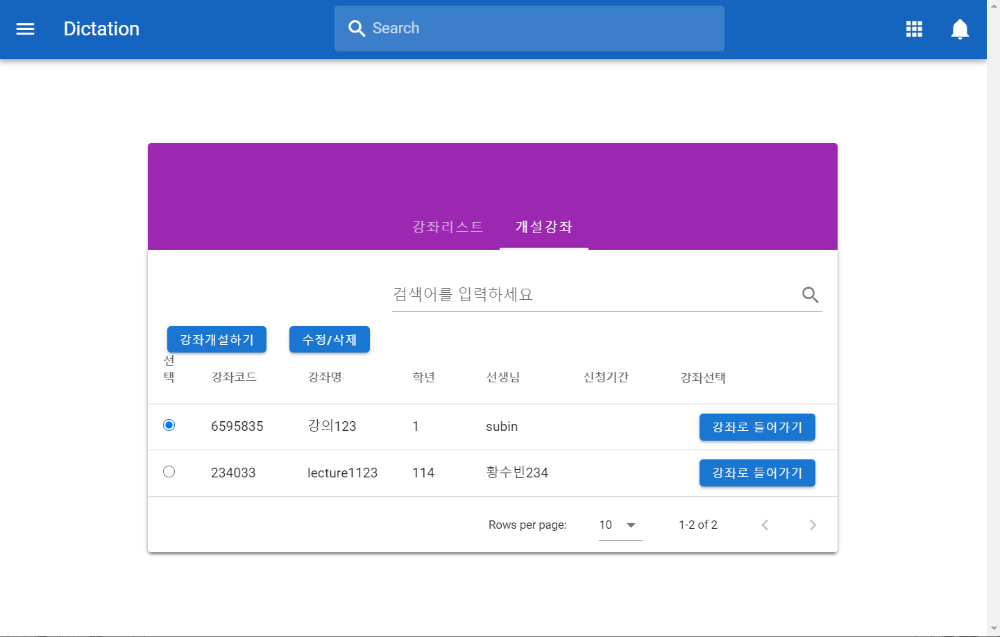 Dictation
Search
강좌리스트 개설강좌
검색어를 입력하세요
강좌개설하기 수정/삭제
선택 강좌코드 강좌명 학년 선생님 신청기간 강좌선택
6595835 강의123 1 subin 강좌로 들어가기
234033 lecture1123 114 황수빈234 강좌로 들어가기
Rows per page: 10 1-2 of 2